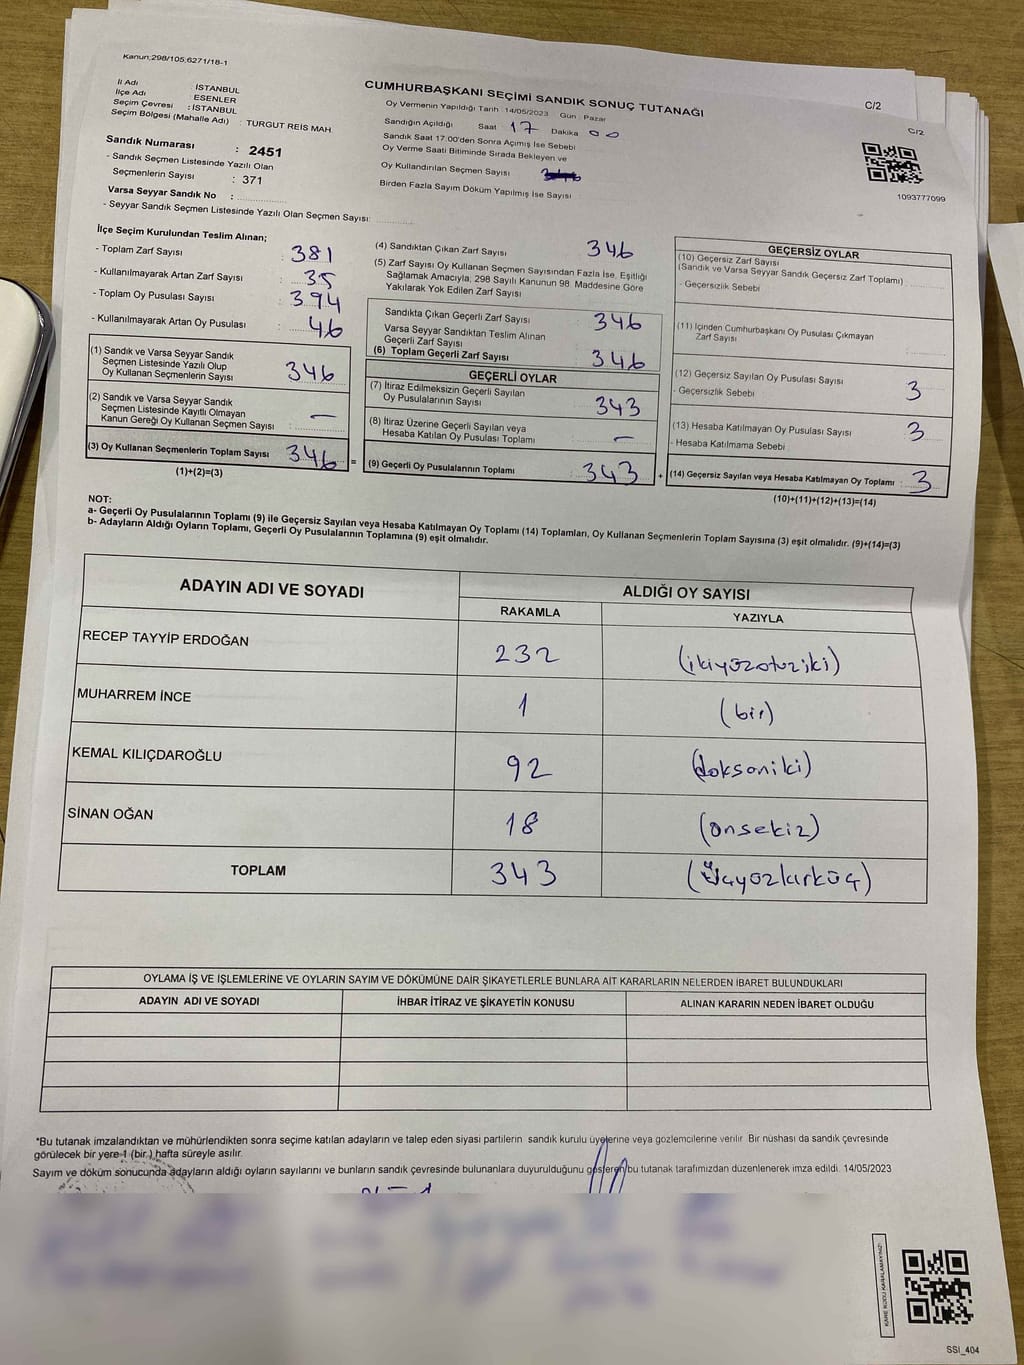 Kanun;298/105;6271/18-1
İl Adı : İSTANBUL
İlçe Adı : ESENLER
Seçim Çevresi : İSTANBUL
Seçim Bölgesi (Mahalle Adı) : TURGUT REİS MAH.
Sandık Numarası : 2451
- Sandık Seçmen Listesinde Yazılı Olan
Seçmenlerin Sayısı : 371
Varsa Seyyar Sandık No :
- Seyyar Sandık Seçmen Listesinde Yazılı Olan Seçmen Sayısı:
CUMHURBAŞKANI SEÇİMİ SANDIK SONUÇ TUTANAĞI
Oy Vermenin Yapıldığı Tarih 14/05/2023 Gün : Pazar
Sandığın Açıldığı Saat 17 Dakika 00
Sandık Saat 17:00'den Sonra Açımış İse Sebebi
Oy Verme Saati Bitiminde Sırada Bekleyen ve
Oy Kullandırılan Seçmen Sayısı
Birden Fazla Sayım Döküm Yapılmış İse Sayısı
C/2
C/2
1093777099
İlçe Seçim Kurulundan Teslim Alınan;
- Toplam Zarf Sayısı : 381
- Kullanılmayarak Artan Zarf Sayısı : 35
- Toplam Oy Pusulası Sayısı : 394
- Kullanılmayarak Artan Oy Pusulası : 46
(1) Sandık ve Varsa Seyyar Sandık
Seçmen Listesinde Yazılı Olup
Oy Kullanan Seçmenlerin Sayısı : 346
(2) Sandık ve Varsa Seyyar Sandık
Seçmen Listesinde Kayıtlı Olmayan
Kanun Gereği Oy Kullanan Seçmen Sayısı : —
(3) Oy Kullanan Seçmenlerin Toplam Sayısı 346
(1)+(2)=(3)
=
(4) Sandıktan Çıkan Zarf Sayısı 346
(5) Zarf Sayısı Oy Kullanan Seçmen Sayısından Fazla İse, Eşitliği
Sağlamak Amacıyla, 298 Sayılı Kanunun 98. Maddesine Göre
Yakılarak Yok Edilen Zarf Sayısı
Sandıkta Çıkan Geçerli Zarf Sayısı : 346
Varsa Seyyar Sandıktan Teslim Alınan
Geçerli Zarf Sayısı
(6) Toplam Geçerli Zarf Sayısı : 346
GEÇERLİ OYLAR
(7) İtiraz Edilmeksizin Geçerli Sayılan
Oy Pusulalarının Sayısı : 343
(8) İtiraz Üzerine Geçerli Sayılan veya
Hesaba Katılan Oy Pusulası Toplamı : —
(9) Geçerli Oy Pusulalarının Toplamı : 343
+
GEÇERSİZ OYLAR
(10) Geçersiz Zarf Sayısı
(Sandık ve Varsa Seyyar Sandık Geçersiz Zarf Toplamı) :
- Geçersizlik Sebebi
(11) İçinden Cumhurbaşkanı Oy Pusulası Çıkmayan
Zarf Sayısı
(12) Geçersiz Sayılan Oy Pusulası Sayısı 3
- Geçersizlik Sebebi
(13) Hesaba Katılmayan Oy Pusulası Sayısı : 3
- Hesaba Katılmama Sebebi
(14) Geçersiz Sayılan veya Hesaba Katılmayan Oy Toplamı : 3
(10)+(11)+(12)+(13)=(14)
NOT:
a- Geçerli Oy Pusulalarının Toplamı (9) ile Geçersiz Sayılan veya Hesaba Katılmayan Oy Toplamı (14) Toplamları, Oy Kullanan Seçmenlerin Toplam Sayısına (3) eşit olmalıdır. (9)+(14)=(3)
b- Adayların Aldığı Oyların Toplamı, Geçerli Oy Pusulalarının Toplamına (9) eşit olmalıdır.
ADAYIN ADI VE SOYADI ALDIĞI OY SAYISI
RAKAMLA YAZIYLA
RECEP TAYYİP ERDOĞAN 232 (ikiyüzotuziki)
MUHARREM İNCE 1 (bir)
KEMAL KILIÇDAROĞLU 92 (doksaniki)
SİNAN OĞAN 18 (onsekiz)
TOPLAM 343
OYLAMA İŞ VE İŞLEMLERİNE VE OYLARIN SAYIM VE DÖKÜMÜNE DAİR ŞİKAYETLERLE BUNLARA AİT KARARLARIN NELERDEN İBARET BULUNDUKLARI
ADAYIN ADI VE SOYADI İHBAR İTİRAZ VE ŞİKAYETİN KONUSU ALINAN KARARIN NEDEN İBARET OLDUĞU
*Bu tutanak imzalandıktan ve mühürlendikten sonra seçime katılan adayların ve talep eden siyasi partilerin sandık kurulu üyelerine veya gözlemcilerine verilir. Bir nüshası da sandık çevresinde
görülecek bir yere 1 (bir ) hafta süreyle asılır.
Sayım ve döküm sonucunda adayların aldığı oyların sayılarını ve bunların sandık çevresinde bulunanlara duyurulduğunu gösteren bu tutanak tarafımızdan düzenlenerek imza edildi. 14/05/2023
KARE KODU KARALAMAYINIZ!
SSI_404